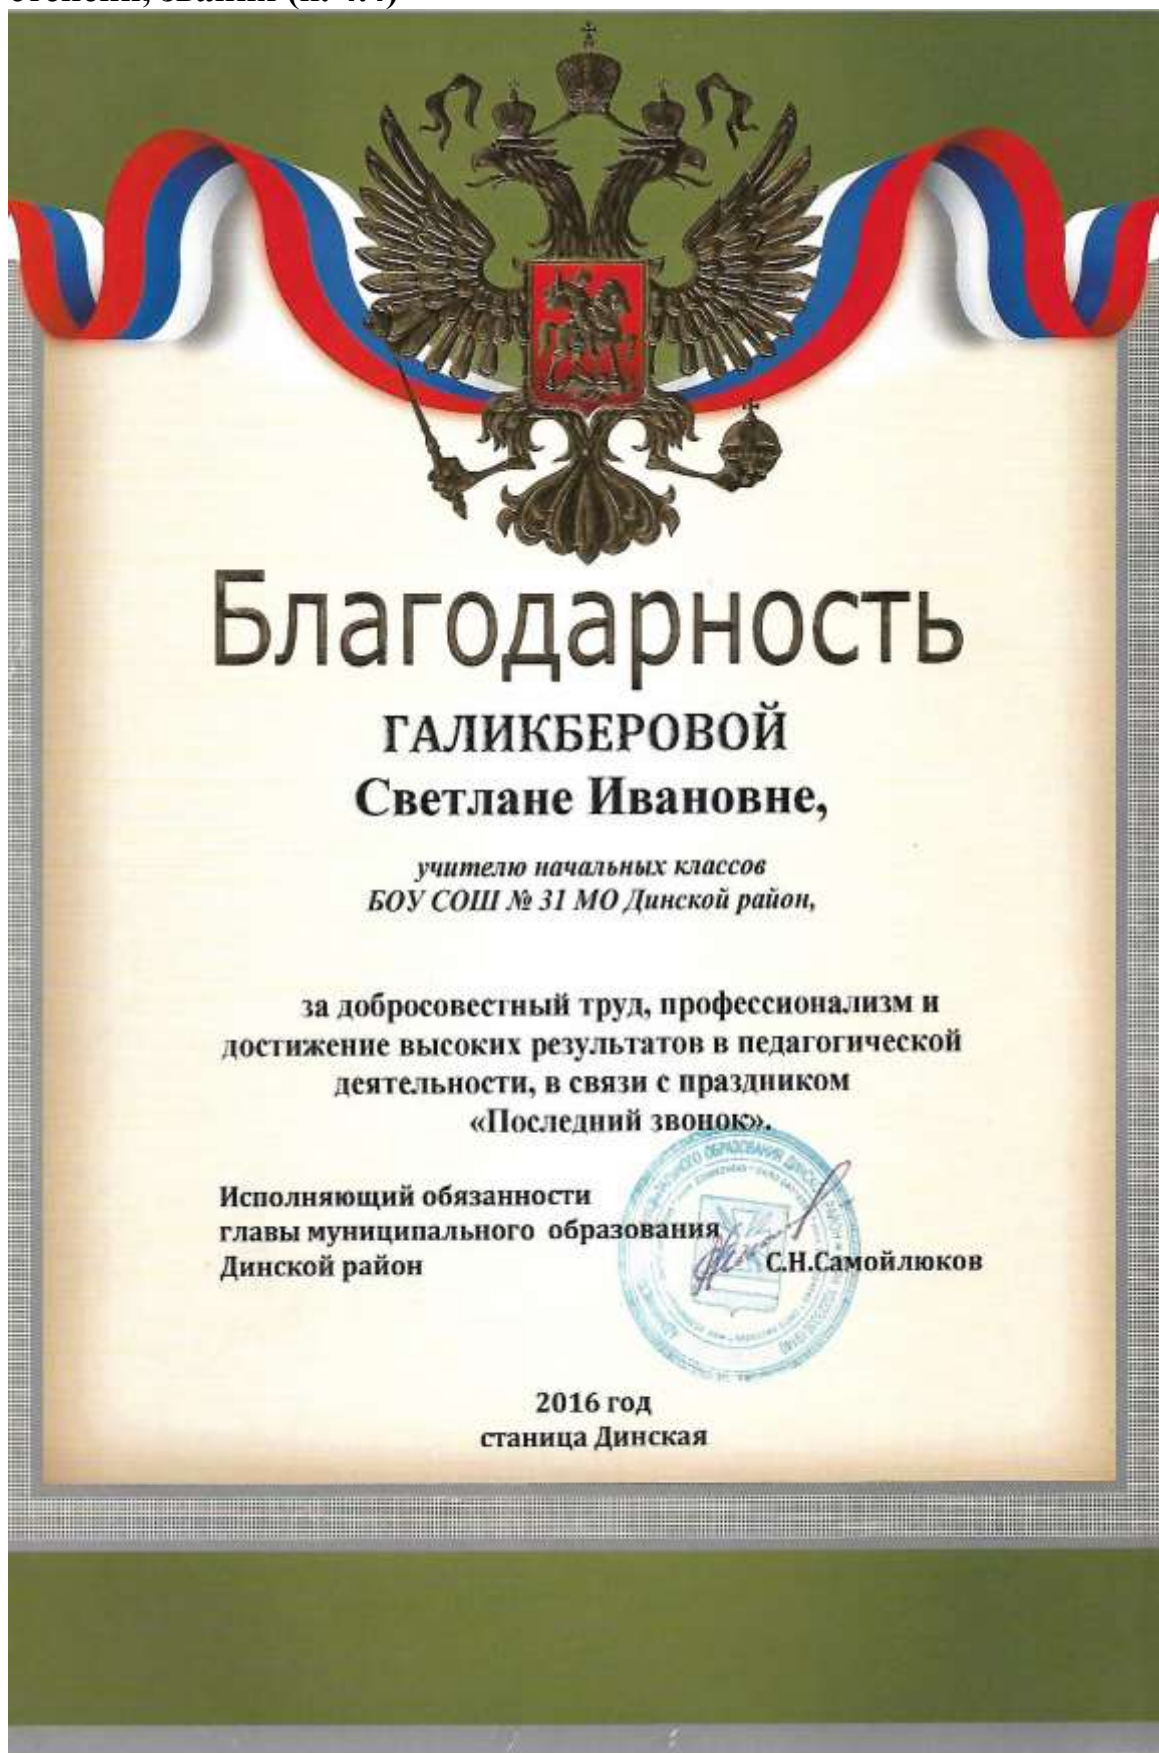 Благодарность
ГАЛИКБЕРОВОЙ
Светлане Ивановне,
учителю начальных классов
БОУ СОШ № 31 МО Динской район,
за добросовестный труд, профессионализм и
достижение высоких результатов в педагогической
деятельности, в связи с праздником
«Последний звонок».
Исполняющий обязанности
главы муниципального образования
Динской район
С.Н.Самойлюков
2016 год
станица Динская